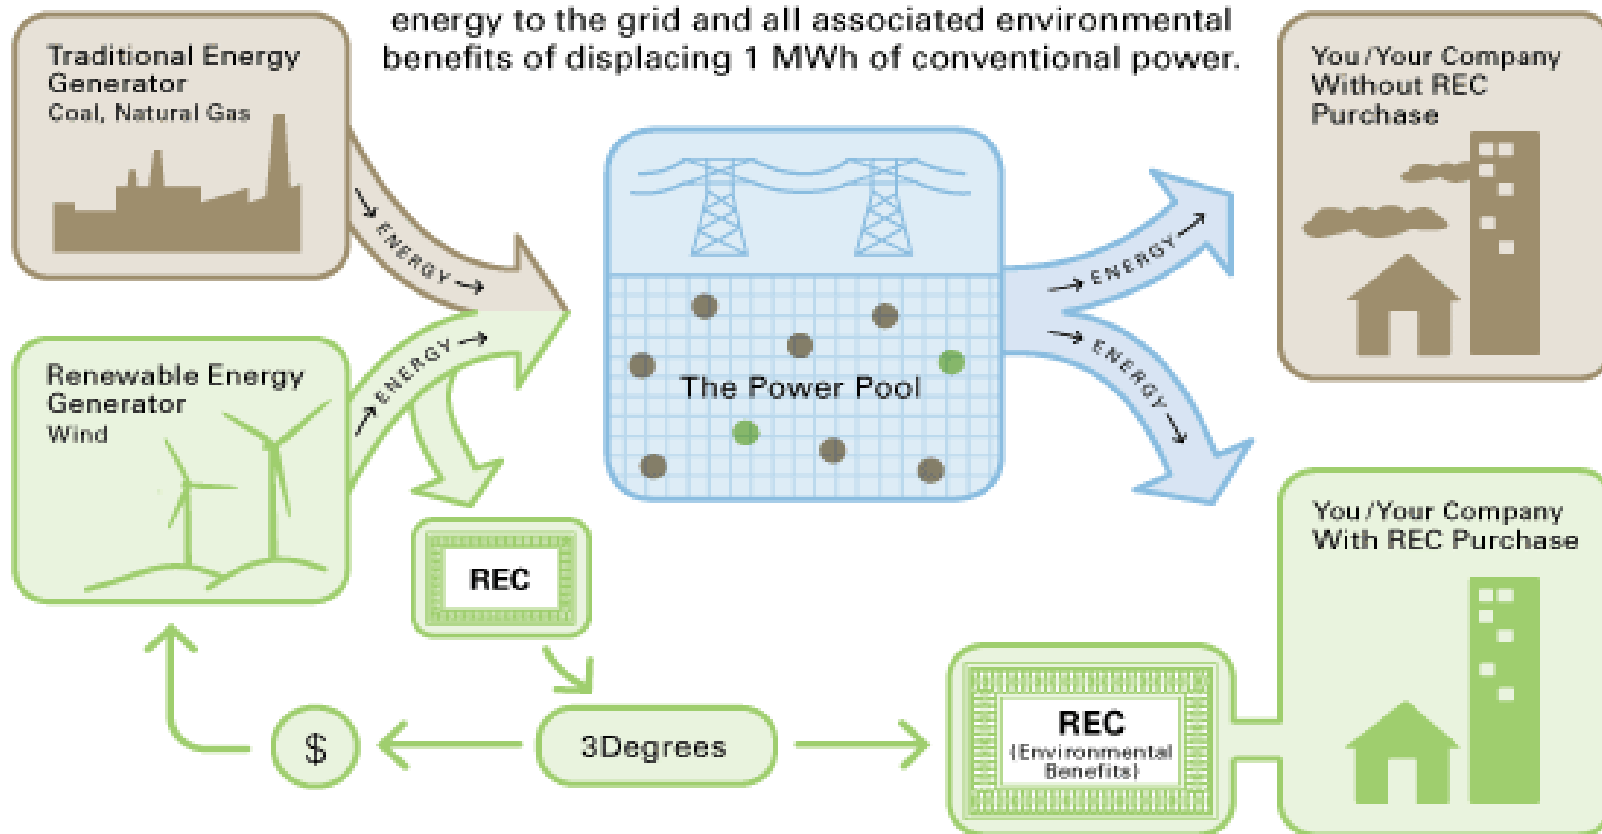 energy to the grid and all associated environmental
benefits of displacing 1 MWh of conventional power.
Traditional Energy
Generator
Coal, Natural Gas
→ ENERGY →
Renewable Energy
Generator
Wind
→ ENERGY →
The Power Pool
→ ENERGY →
→ ENERGY →
You/Your Company
Without REC
Purchase
You/Your Company
With REC Purchase
REC
$
3Degrees
REC
(Environmental
Benefits)